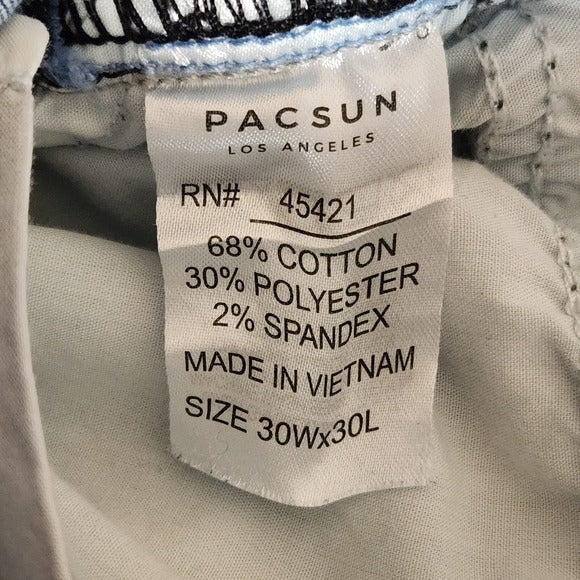 PACSUN
LOS ANGELES
RN# 45421
68% COTTON
30% POLYESTER
2% SPANDEX
MADE IN VIETNAM
SIZE 30Wx30L